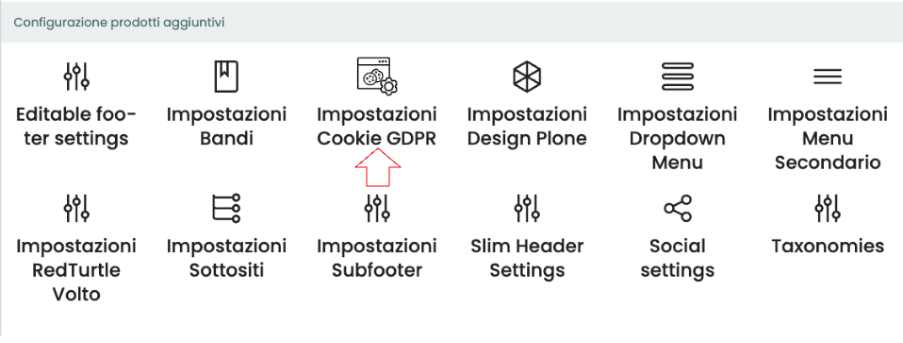 Configurazione prodotti aggiuntivi
Editable foo-
ter settings
Impostazioni
Bandi
Impostazioni
Cookie GDPR
Impostazioni
Design Plone
Impostazioni
Dropdown
Menu
Impostazioni
Menu
Secondario
Impostazioni
RedTurtle
Volto
Impostazioni
Sottositi
Impostazioni
Subfooter
Slim Header
Settings
Social
settings
Taxonomies